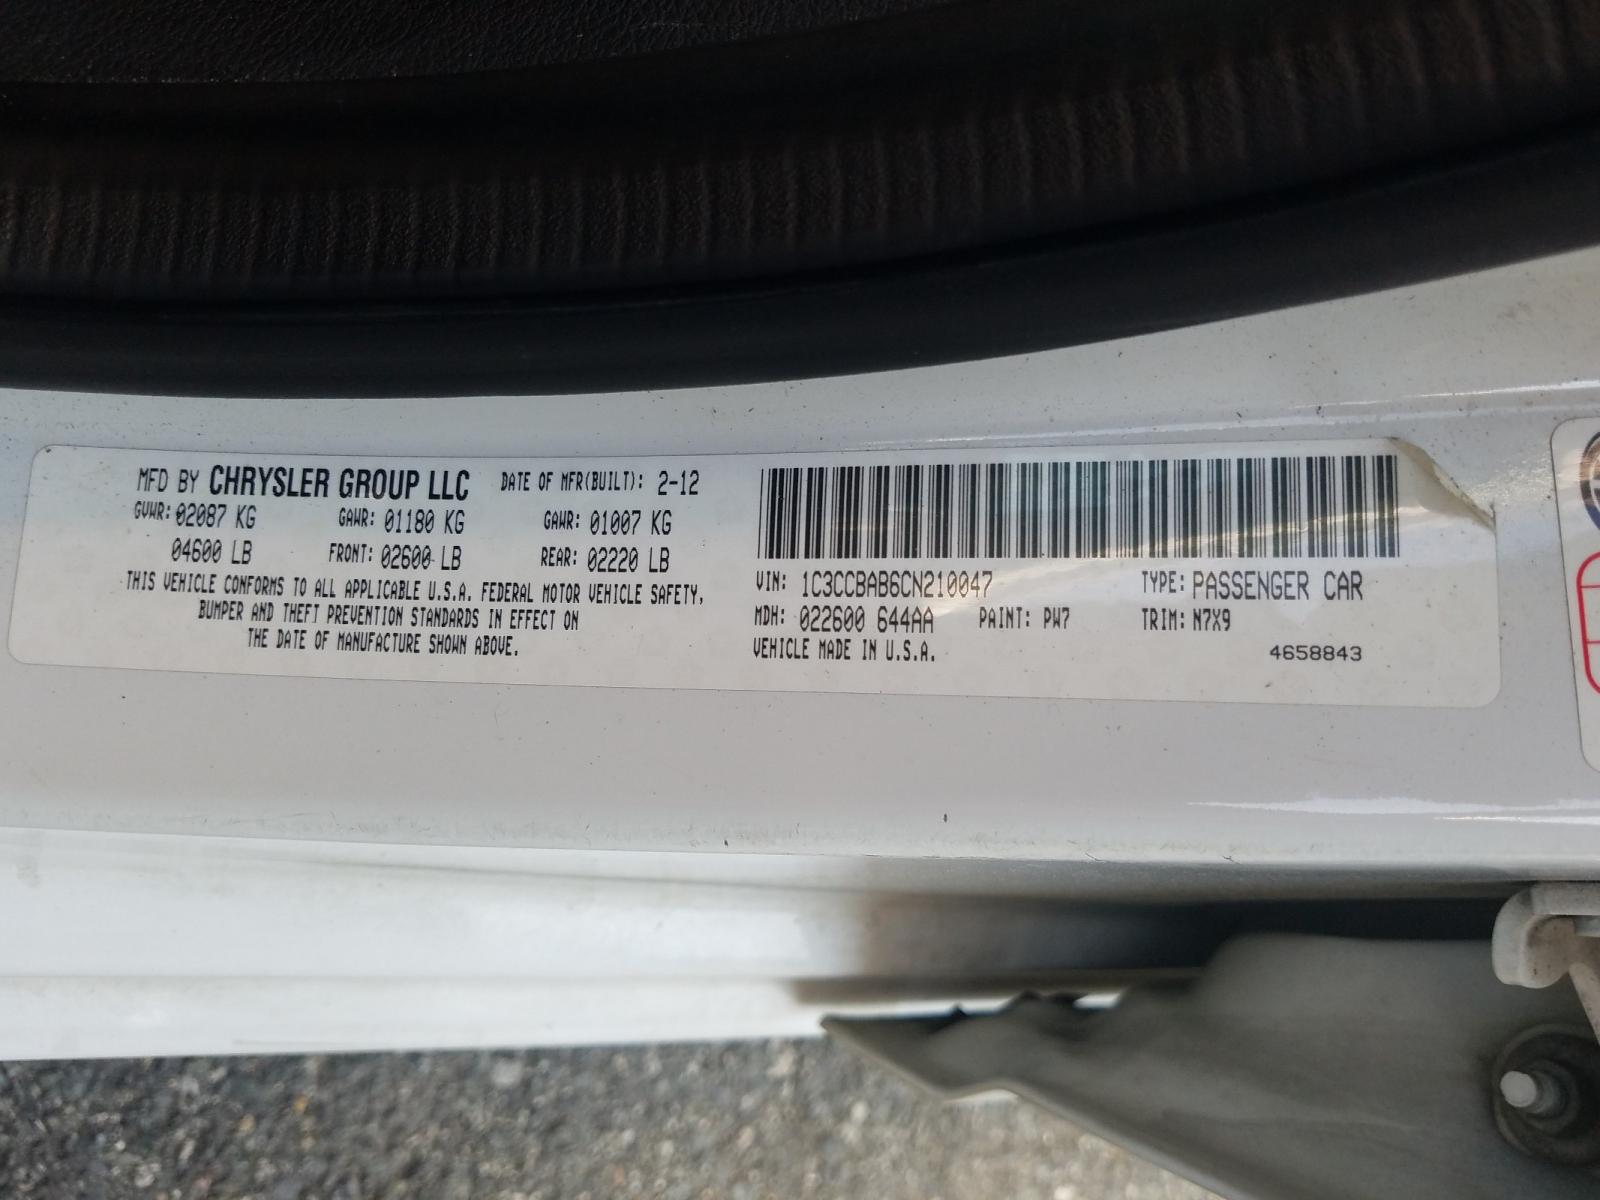 MFD BY CHRYSLER GROUP LLC DATE OF MFR(BUILT): 2-12
GVWR: 02087 KG GAWR: 01180 KG GAWR: 01007 KG
04600 LB FRONT: 02600 LB REAR: 02220 LB
THIS VEHICLE CONFORMS TO ALL APPLICABLE U.S.A. FEDERAL MOTOR VEHICLE SAFETY,
BUMPER AND THEFT PREVENTION STANDARDS IN EFFECT ON
THE DATE OF MANUFACTURE SHOWN ABOVE.
VIN: 1C3CCBAB6CN210047 TYPE: PASSENGER CAR
MDH: 022600 644AA PAINT: PW7 TRIM: N7X9
VEHICLE MADE IN U.S.A. 4658843